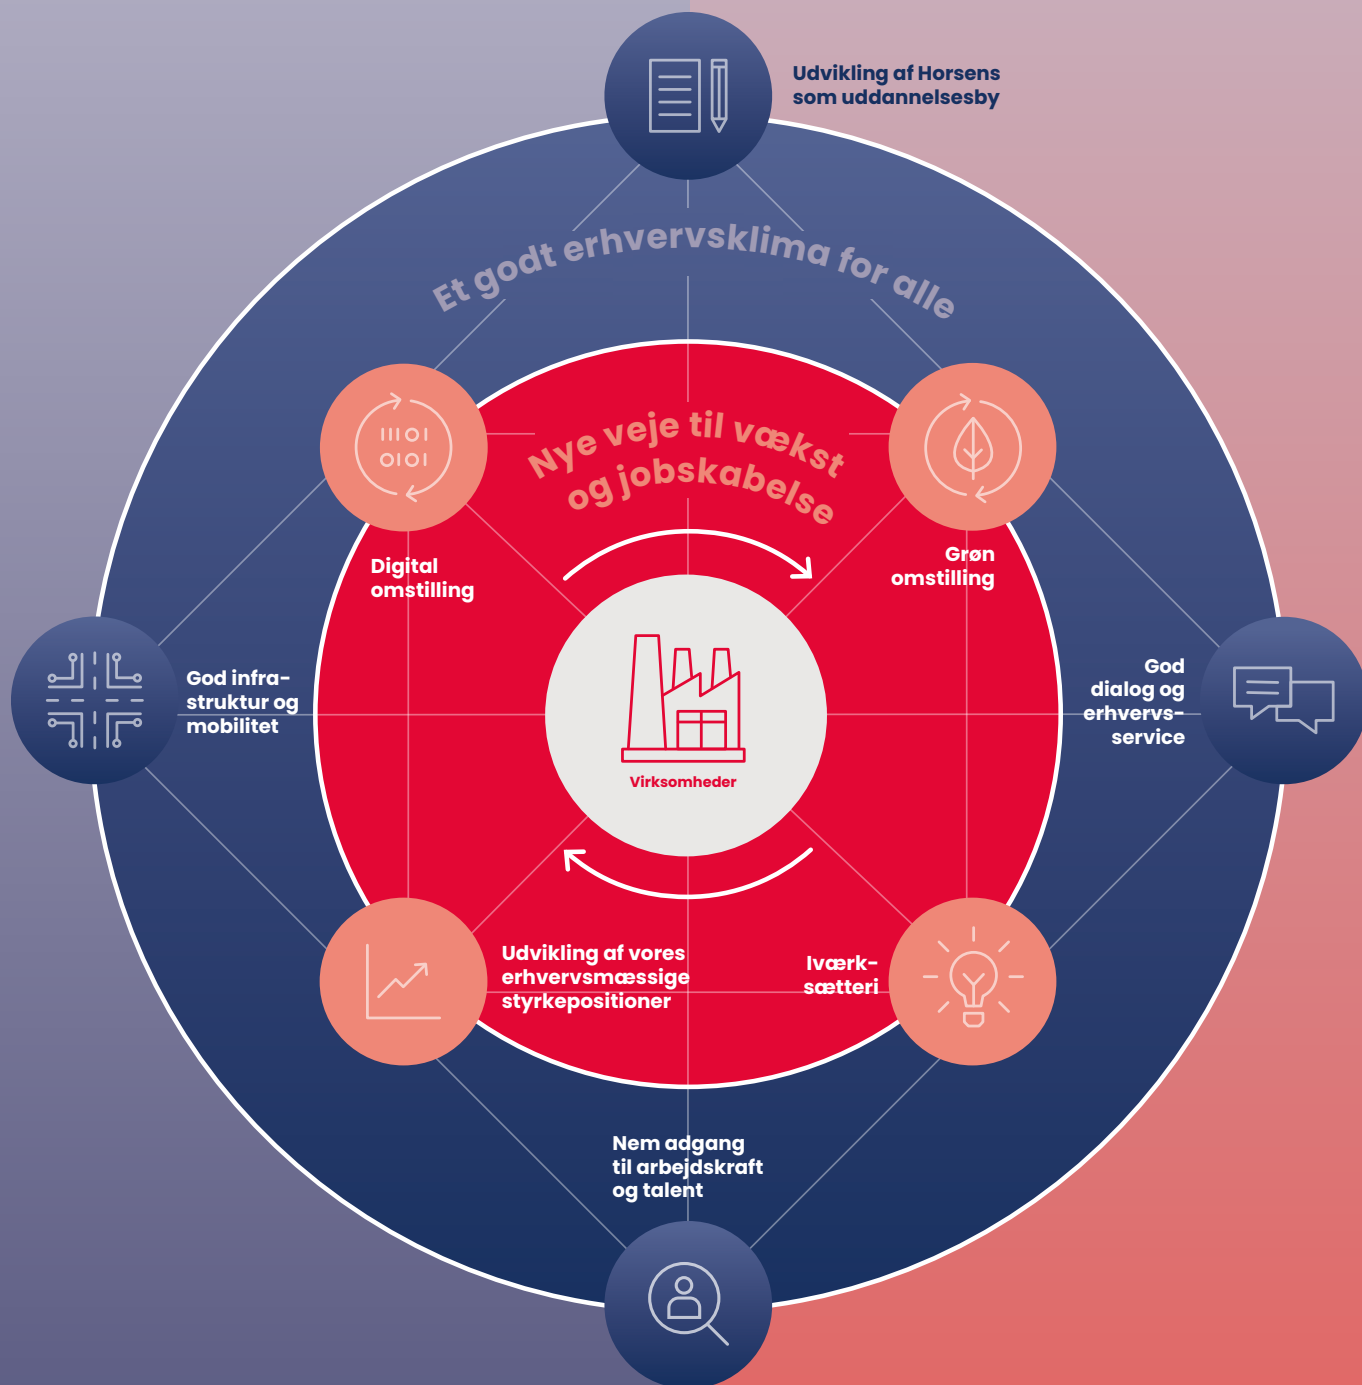 Udvikling af Horsens
som uddannelsesby
Et godt erhvervsklima for alle
Nye veje til vækst
og jobskabelse
IIIOI
OIOI
Digital
omstilling
Grøn
omstilling
God infra-
struktur og
mobilitet
God
dialog og
erhvervs-
service
Virksomheder
Udvikling af vores
erhvervsmæssige
styrkepositioner
Iværk-
sætteri
Nem adgang
til arbejdskraft
og talent